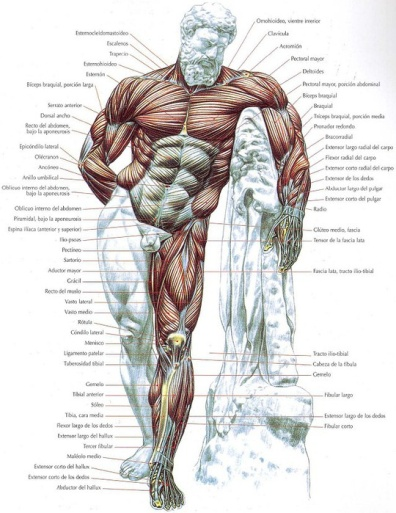 Esternocleidomastoideo
Escalenos
Trapecio
Esternohioideo
Esternón
Bíceps braquial, porción larga
Serrato anterior
Dorsal ancho
Recto del abdomen,
bajo la aponeurosis
Epicóndilo lateral
Olécranon
Ancóneo
Anillo umbilical
Oblicuo interno del abdomen,
bajo la aponeurosis
Oblicuo interno del abdomen
Piramidal, bajo la aponeurosis
Espina ilíaca (anterior y superior)
Ilio-psoas
Pectíneo
Sartorio
Aductor mayor
Grácil
Recto del muslo
Vasto lateral
Vasto medio
Rótula
Cóndilo lateral
Menisco
Ligamento patelar
Tuberosidad tibial
Gemelo
Tibial anterior
Sóleo
Tibia, cara medial
Flexor largo de los dedos
Extensor largo del hallux
Tercer fibular
Maléolo medio
Extensor corto del hallux
Extensor corto de los dedos
Abductor del hallux
Omohioideo, vientre inferior
Clavícula
Acromión
Pectoral mayor
Deltoides
Pectoral mayor, porción abdominal
Bíceps braquial
Braquial
Tríceps braquial, porción media
Pronador redondo
Braquiorradial
Extensor largo radial del carpo
Flexor radial del carpo
Extensor corto radial del carpo
Extensor de los dedos
Abductor largo del pulgar
Extensor corto del pulgar
Radio
Glúteo medio, fascia
Tensor de la fascia lata
Fascia lata, tracto ilio-tibial
Tracto ilio-tibial
Cabeza de la fíbula
Gemelo
Fibular largo
Extensor largo de los dedos
Fibular corto